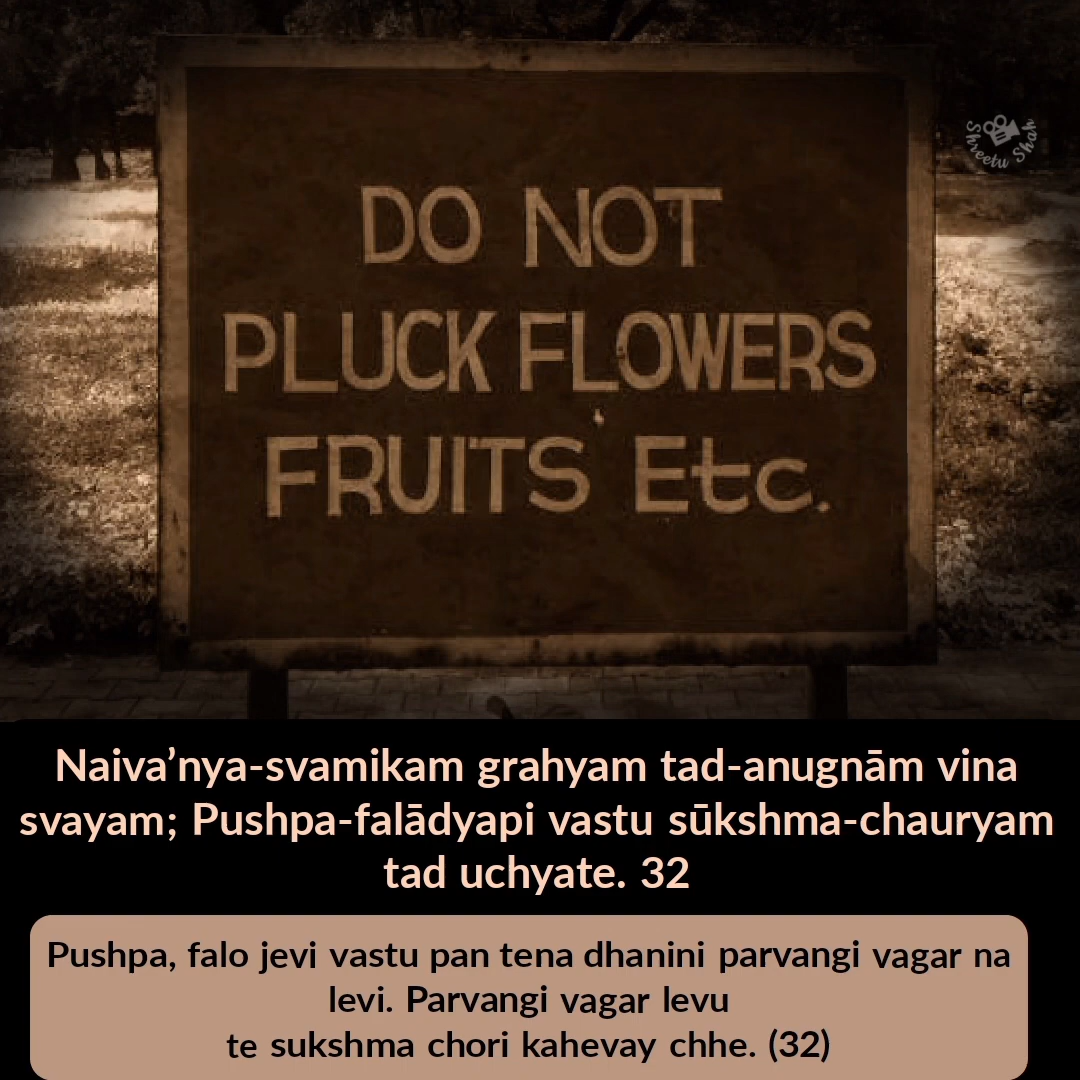 DO NOT
PLUCK FLOWERS
FRUITS Etc.
Shreetu Shah
Naiva’nya-svamikam grahyam tad-anugnām vina
svayam; Pushpa-falādyapi vastu sūkshma-chauryam
tad uchyate. 32
Pushpa, falo jevi vastu pan tena dhanini parvangi vagar na
levi. Parvangi vagar levu
te sukshma chori kahevay chhe. (32)